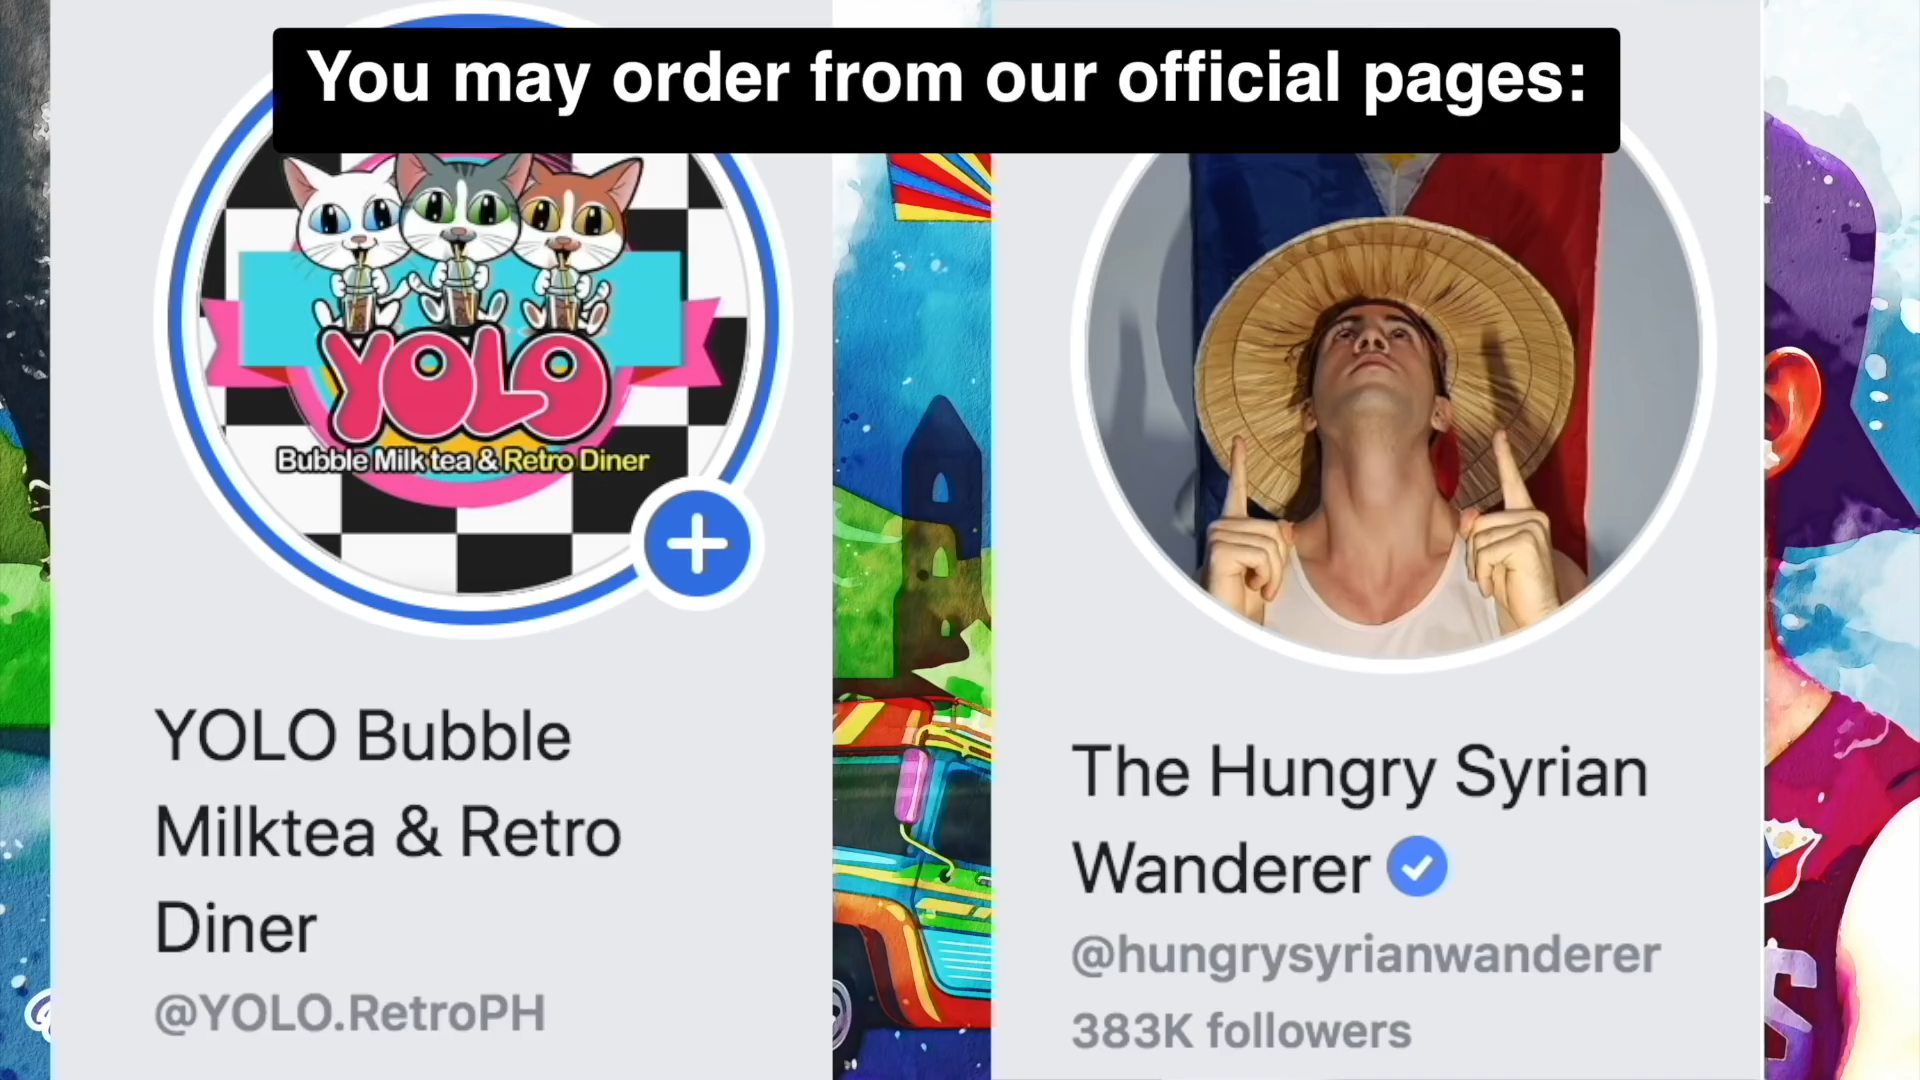 You may order from our official pages:
YOLO
Bubble Milk tea & Retro Diner
YOLO Bubble
Milktea & Retro
Diner
@YOLO.RetroPH
The Hungry Syrian
Wanderer
@hungrysyrianwanderer
383K followers